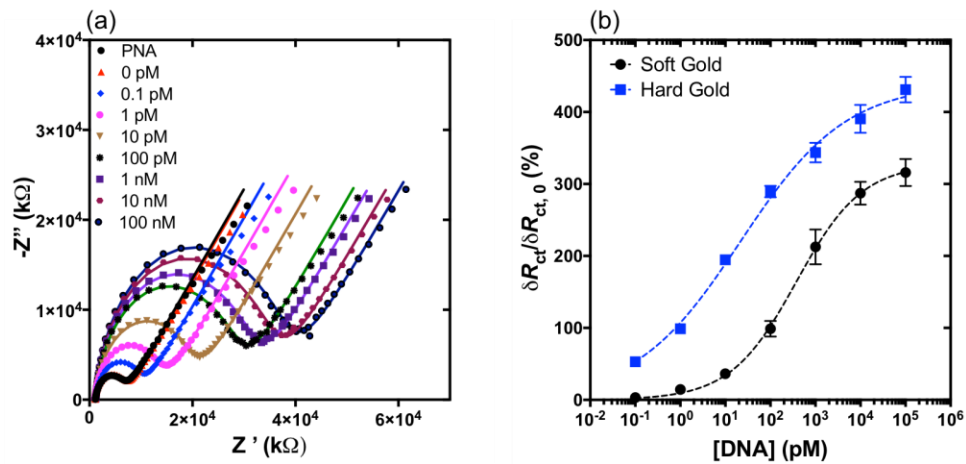 (a)
4×10⁴
3×10⁴
2×10⁴
1×10⁴
0
-Z'' (kΩ)
PNA
0 pM
0.1 pM
1 pM
10 pM
100 pM
1 nM
10 nM
100 nM
0
2×10⁴
4×10⁴
6×10⁴
Z ' (kΩ)
(b)
500
400
300
200
100
0
δR_ct/δR_ct, 0 (%)
Soft Gold
Hard Gold
10⁻²
10⁻¹
10⁰
10¹
10²
10³
10⁴
10⁵
10⁶
[DNA] (pM)